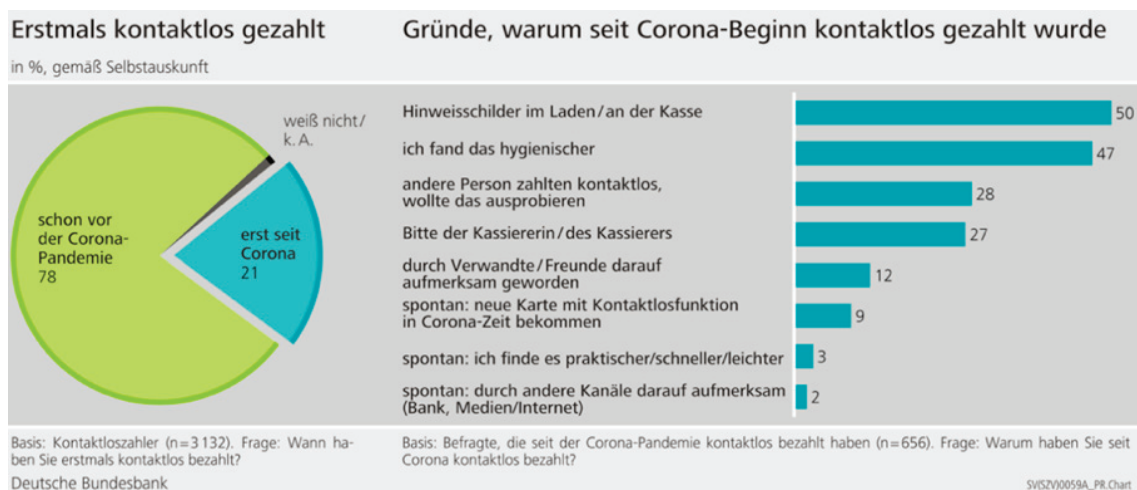 Erstmals kontaktlos gezahlt
in %, gemäß Selbstauskunft
weiß nicht/
k. A.
schon vor
der Corona-
Pandemie
78
erst seit
Corona
21
Basis: Kontaktloszahler (n=3 132). Frage: Wann ha-
ben Sie erstmals kontaktlos bezahlt?
Deutsche Bundesbank
Gründe, warum seit Corona-Beginn kontaktlos gezahlt wurde
Hinweisschilder im Laden/an der Kasse 50
ich fand das hygienischer 47
andere Person zahlten kontaktlos,
wollte das ausprobieren 28
Bitte der Kassiererin/des Kassierers 27
durch Verwandte/Freunde darauf
aufmerksam geworden 12
spontan: neue Karte mit Kontaktlosfunktion
in Corona-Zeit bekommen 9
spontan: ich finde es praktischer/schneller/leichter 3
spontan: durch andere Kanäle darauf aufmerksam
(Bank, Medien/Internet) 2
Basis: Befragte, die seit der Corona-Pandemie kontaktlos bezahlt haben (n=656). Frage: Warum haben Sie seit
Corona kontaktlos bezahlt?
SV(SZV)0059A_PR.Chart